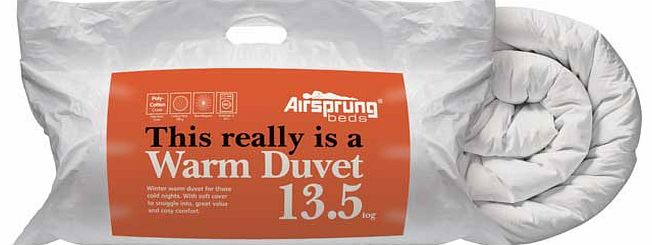 Poly-
Cotton
Airsprung®
beds
This really is a
Warm Duvet
Winter warm duvet for those
cold nights. With soft cover
to snuggle into, great value
and cosy comfort.
13.5 tog